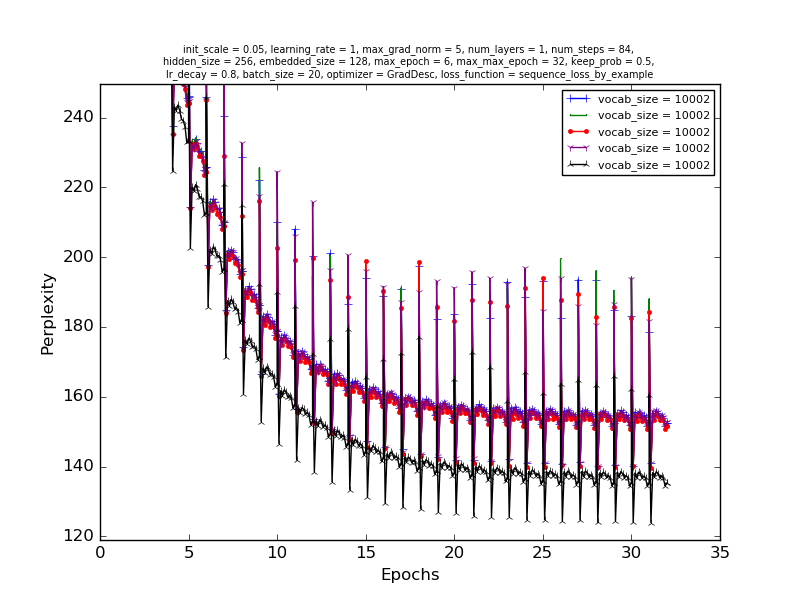 init_scale = 0.05, learning_rate = 1, max_grad_norm = 5, num_layers = 1, num_steps = 84,
hidden_size = 256, embedded_size = 128, max_epoch = 6, max_max_epoch = 32, keep_prob = 0.5,
lr_decay = 0.8, batch_size = 20, optimizer = GradDesc, loss_function = sequence_loss_by_example
vocab_size = 10002
vocab_size = 10002
vocab_size = 10002
vocab_size = 10002
vocab_size = 10002
Perplexity
240
220
200
180
160
140
120
0 5 10 15 20 25 30 35
Epochs